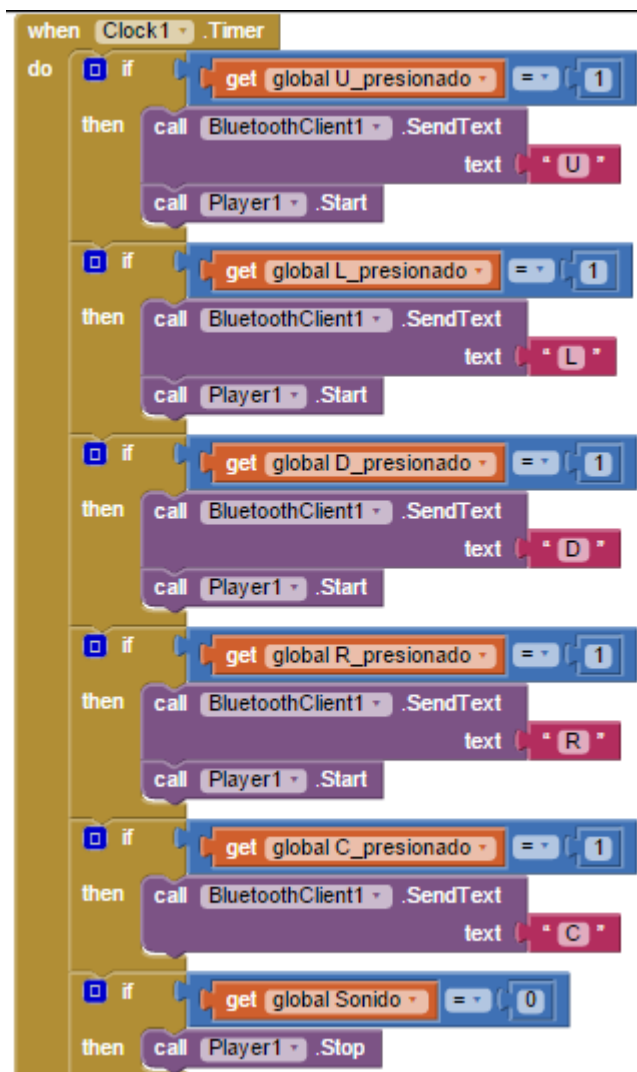 when Clock1 .Timer
do if get global U_presionado = 1
then call BluetoothClient1 .SendText
text " U "
call Player1 .Start
if get global L_presionado = 1
then call BluetoothClient1 .SendText
text " L "
call Player1 .Start
if get global D_presionado = 1
then call BluetoothClient1 .SendText
text " D "
call Player1 .Start
if get global R_presionado = 1
then call BluetoothClient1 .SendText
text " R "
call Player1 .Start
if get global C_presionado = 1
then call BluetoothClient1 .SendText
text " C "
if get global Sonido = 0
then call Player1 .Stop